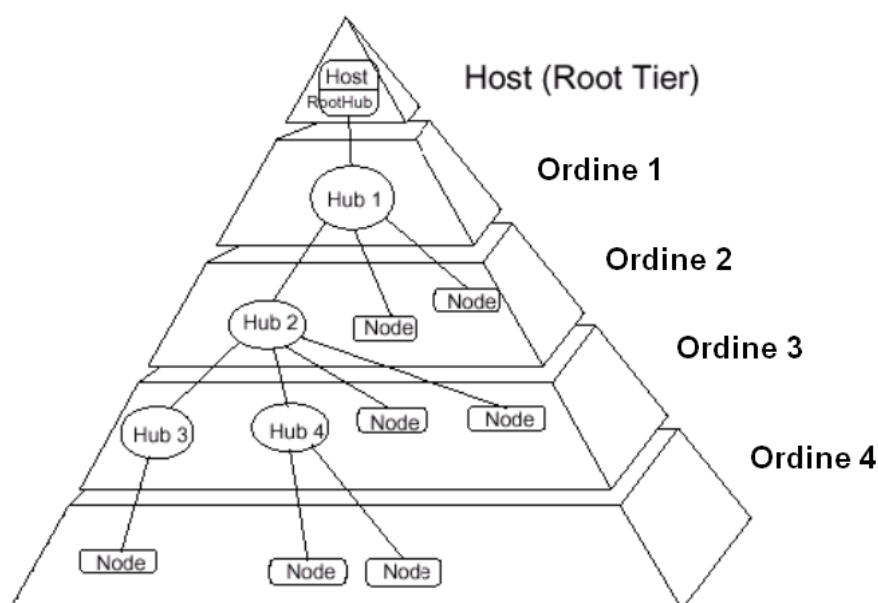 Host
RootHub
Host (Root Tier)
Hub 1
Ordine 1
Hub 2
Node
Node
Ordine 2
Hub 3
Hub 4
Node
Node
Ordine 3
Node
Node
Node
Ordine 4